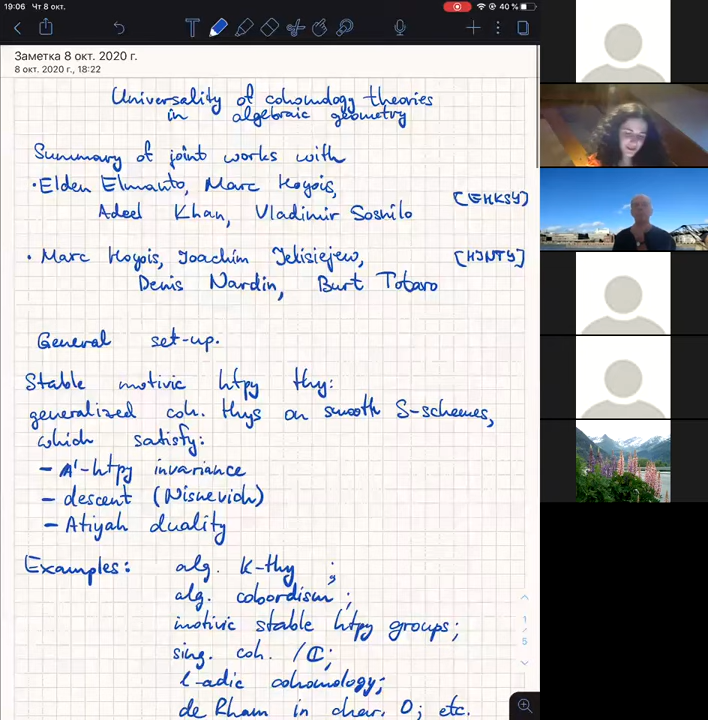 19:06 Чт 8 окт.
40 %
Заметка 8 окт. 2020 г.
8 окт. 2020 г., 18:22
Universality of cohomology theories
in algebraic geometry
Summary of joint works with
• Elden Elmanto, Marc Hoyois,
Adeel Khan, Vladimir Sosnilo
[EHKSY]
• Marc Hoyois, Joachim Jelisiejew,
Denis Nardin, Burt Totaro
[HJNTY]
General set-up.
Stable motivic htpy thy:
generalized coh. thys on smooth S-schemes,
which satisfy:
- A¹-htpy invariance
- descent (Nisnevich)
- Atiyah duality
Examples: alg. K-thy ;
alg. cobordism ;
motivic stable htpy groups;
sing. coh. /ℂ;
l-adic cohomology;
de Rham in char. 0; etc.
1
5